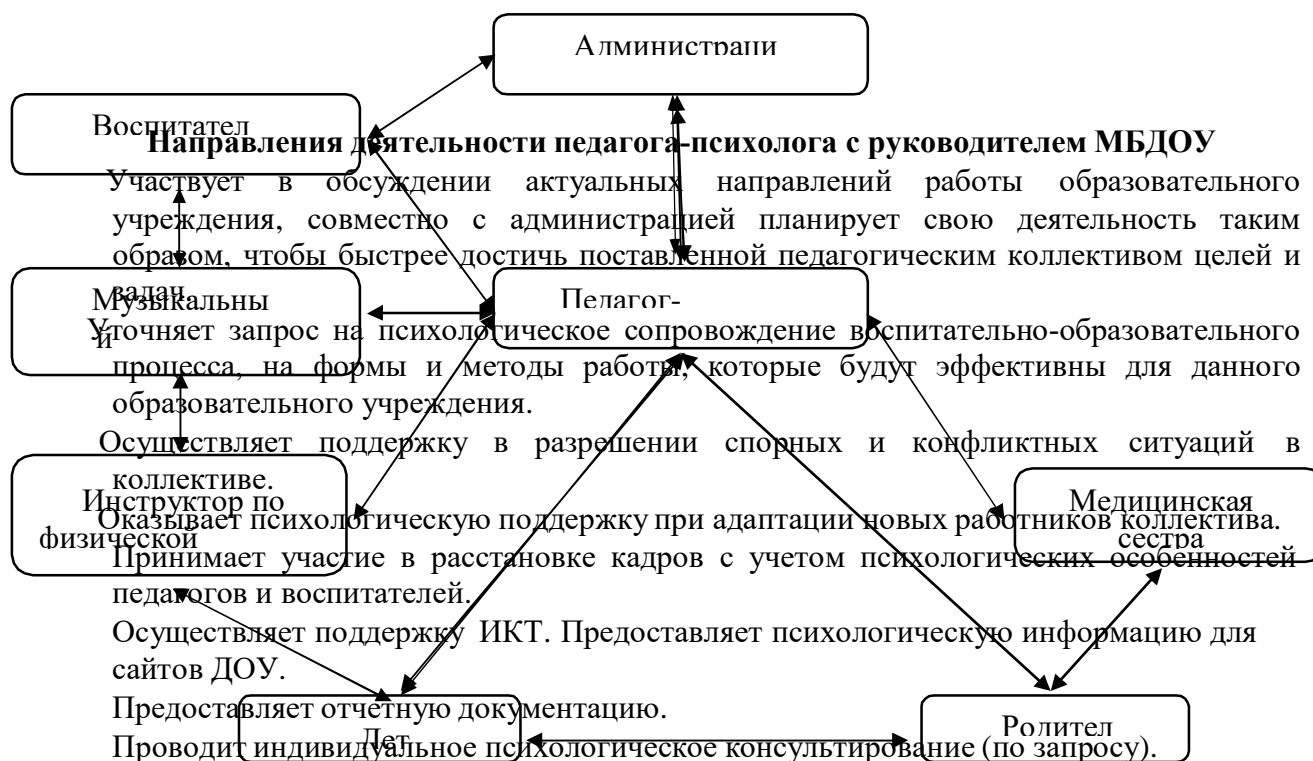 Администраци
Воспитател
Направления деятельности педагога-психолога с руководителем МБДОУ
Участвует в обсуждении актуальных направлений работы образовательного
учреждения, совместно с администрацией планирует свою деятельность таким
образом, чтобы быстрее достичь поставленной педагогическим коллективом целей и
задач.
Музыкальны
й
Педагог-
Уточняет запрос на психологическое сопровождение воспитательно-образовательного
процесса, на формы и методы работы, которые будут эффективны для данного
образовательного учреждения.
Осуществляет поддержку в разрешении спорных и конфликтных ситуаций в
коллективе.
Инструктор по
физической
Медицинская
сестра
Оказывает психологическую поддержку при адаптации новых работников коллектива.
Принимает участие в расстановке кадров с учетом психологических особенностей
педагогов и воспитателей.
Осуществляет поддержку ИКТ. Предоставляет психологическую информацию для
сайтов ДОУ.
Предоставляет отчетную документацию.
Дет
Родител
Проводит индивидуальное психологическое консультирование (по запросу).